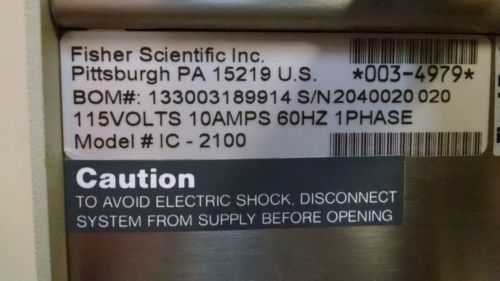 Fisher Scientific Inc.
Pittsburgh PA 15219 U.S. *003-4979*
BOM#: 133003189914 S/N2040020 020
115VOLTS 10AMPS 60HZ 1PHASE
Model # IC - 2100
Caution
TO AVOID ELECTRIC SHOCK, DISCONNECT
SYSTEM FROM SUPPLY BEFORE OPENING